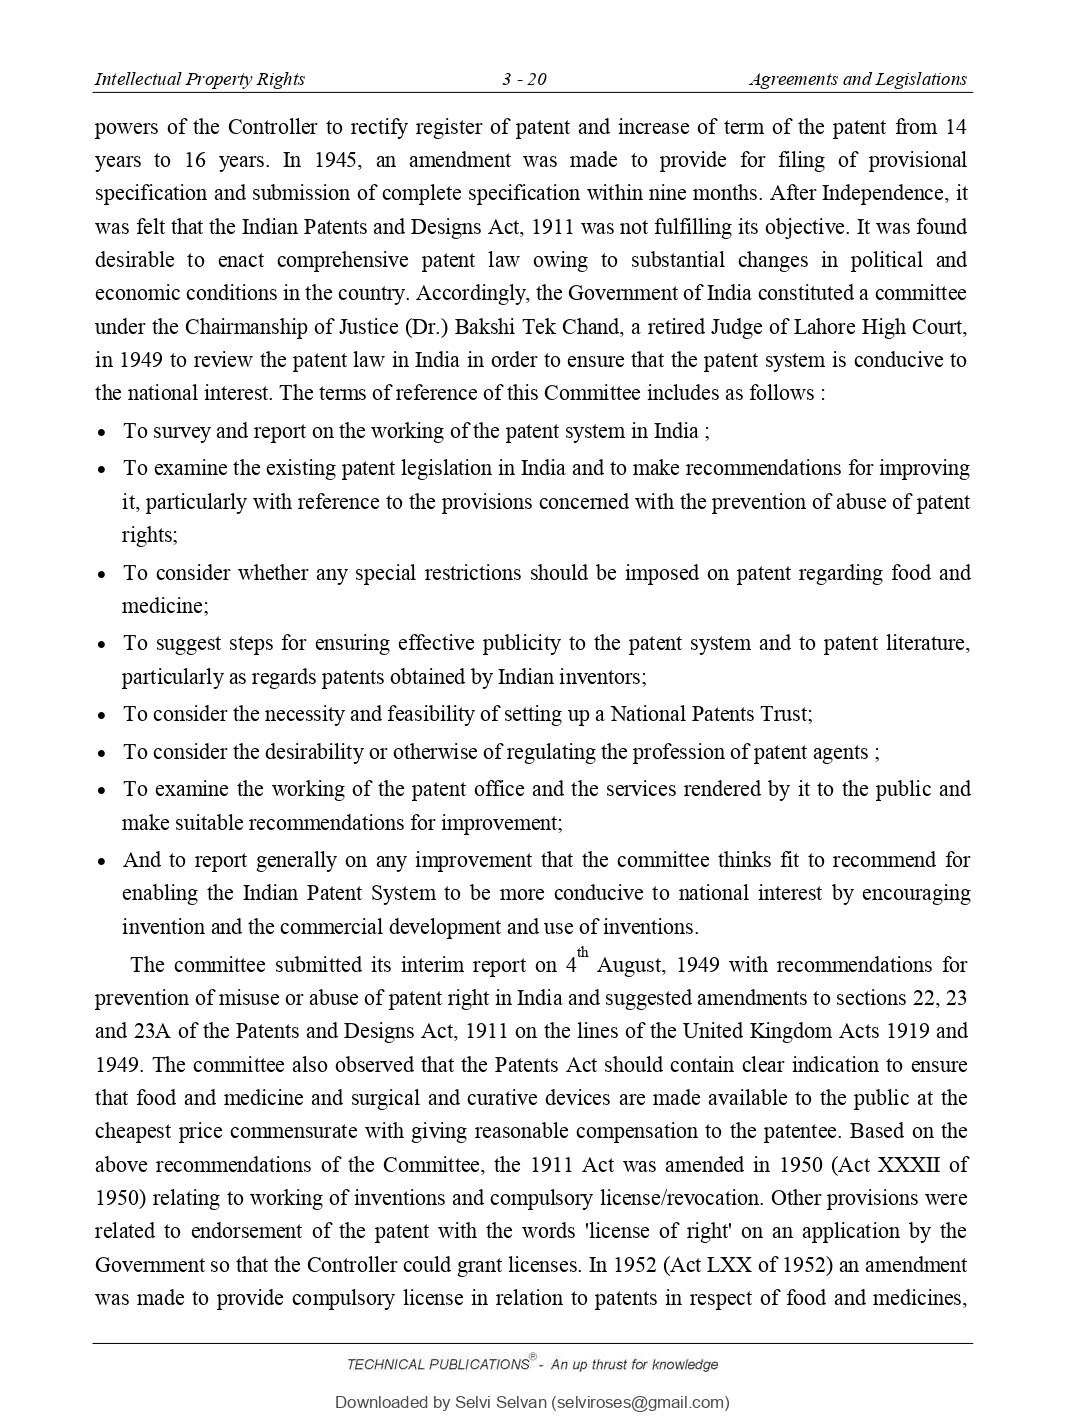 Intellectual Property Rights 3 - 20 Agreements and Legislations
powers of the Controller to rectify register of patent and increase of term of the patent from 14
years to 16 years. In 1945, an amendment was made to provide for filing of provisional
specification and submission of complete specification within nine months. After Independence, it
was felt that the Indian Patents and Designs Act, 1911 was not fulfilling its objective. It was found
desirable to enact comprehensive patent law owing to substantial changes in political and
economic conditions in the country. Accordingly, the Government of India constituted a committee
under the Chairmanship of Justice (Dr.) Bakshi Tek Chand, a retired Judge of Lahore High Court,
in 1949 to review the patent law in India in order to ensure that the patent system is conducive to
the national interest. The terms of reference of this Committee includes as follows :
• To survey and report on the working of the patent system in India ;
• To examine the existing patent legislation in India and to make recommendations for improving
it, particularly with reference to the provisions concerned with the prevention of abuse of patent
rights;
• To consider whether any special restrictions should be imposed on patent regarding food and
medicine;
• To suggest steps for ensuring effective publicity to the patent system and to patent literature,
particularly as regards patents obtained by Indian inventors;
• To consider the necessity and feasibility of setting up a National Patents Trust;
• To consider the desirability or otherwise of regulating the profession of patent agents ;
• To examine the working of the patent office and the services rendered by it to the public and
make suitable recommendations for improvement;
• And to report generally on any improvement that the committee thinks fit to recommend for
enabling the Indian Patent System to be more conducive to national interest by encouraging
invention and the commercial development and use of inventions.
The committee submitted its interim report on 4th August, 1949 with recommendations for
prevention of misuse or abuse of patent right in India and suggested amendments to sections 22, 23
and 23A of the Patents and Designs Act, 1911 on the lines of the United Kingdom Acts 1919 and
1949. The committee also observed that the Patents Act should contain clear indication to ensure
that food and medicine and surgical and curative devices are made available to the public at the
cheapest price commensurate with giving reasonable compensation to the patentee. Based on the
above recommendations of the Committee, the 1911 Act was amended in 1950 (Act XXXII of
1950) relating to working of inventions and compulsory license/revocation. Other provisions were
related to endorsement of the patent with the words 'license of right' on an application by the
Government so that the Controller could grant licenses. In 1952 (Act LXX of 1952) an amendment
was made to provide compulsory license in relation to patents in respect of food and medicines,
TECHNICAL PUBLICATIONS® - An up thrust for knowledge
Downloaded by Selvi Selvan (selviroses@gmail.com)